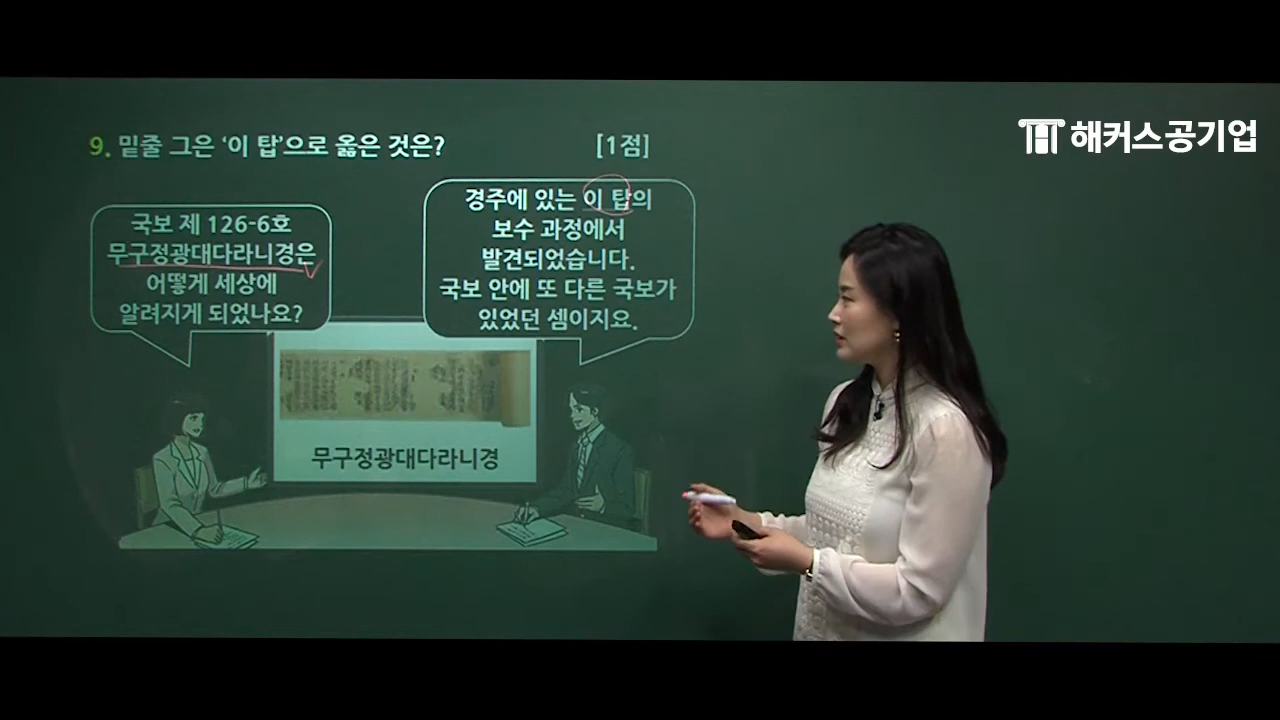 해커스공기업
9. 밑줄 그은 ‘이 탑’으로 옳은 것은? [1점]
국보 제 126-6호
무구정광대다라니경은
어떻게 세상에
알려지게 되었나요?
경주에 있는 이 탑의
보수 과정에서
발견되었습니다.
국보 안에 또 다른 국보가
있었던 셈이지요.
무구정광대다라니경